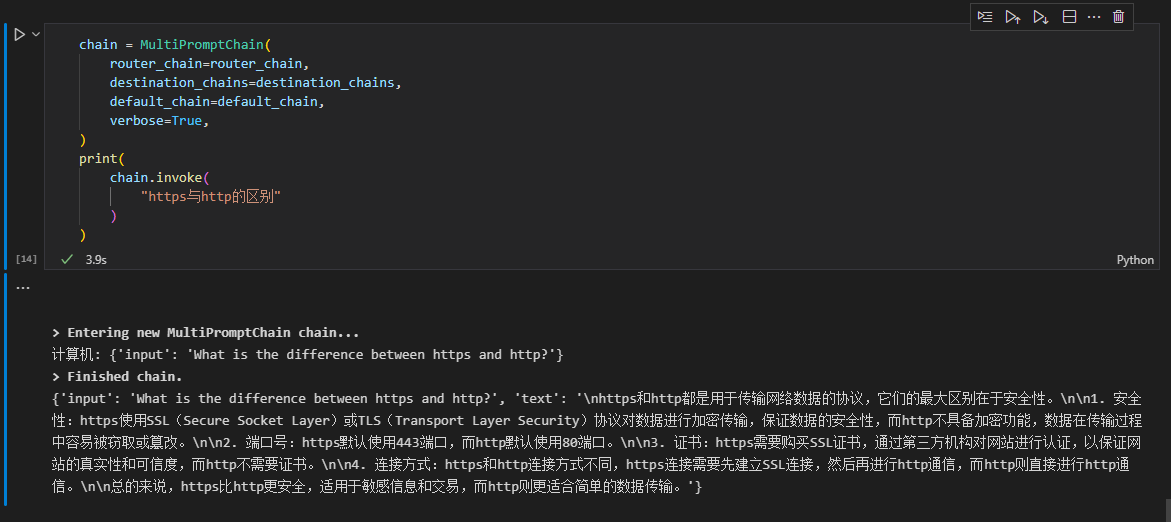 chain = MultiPromptChain(
router_chain=router_chain,
destination_chains=destination_chains,
default_chain=default_chain,
verbose=True,
)
print(
chain.invoke(
"https与http的区别"
)
)
[14]
3.9s
Python
...
> Entering new MultiPromptChain chain...
计算机: {'input': 'What is the difference between https and http?'}
> Finished chain.
{'input': 'What is the difference between https and http?', 'text': '\nhttps和http都是用于传输网络数据的协议，它们的最大区别在于安全性。\n\n1. 安全
性：https使用SSL（Secure Socket Layer）或TLS（Transport Layer Security）协议对数据进行加密传输，保证数据的安全性，而http不具备加密功能，数据在传输过程
中容易被窃取或篡改。\n\n2. 端口号：https默认使用443端口，而http默认使用80端口。\n\n3. 证书：https需要购买SSL证书，通过第三方机构对网站进行认证，以保证网
站的真实性和可信度，而http不需要证书。\n\n4. 连接方式：https和http连接方式不同，https连接需要先建立SSL连接，然后再进行http通信，而http则直接进行http通
信。\n\n总的来说，https比http更安全，适用于敏感信息和交易，而http则更适合简单的数据传输。'}